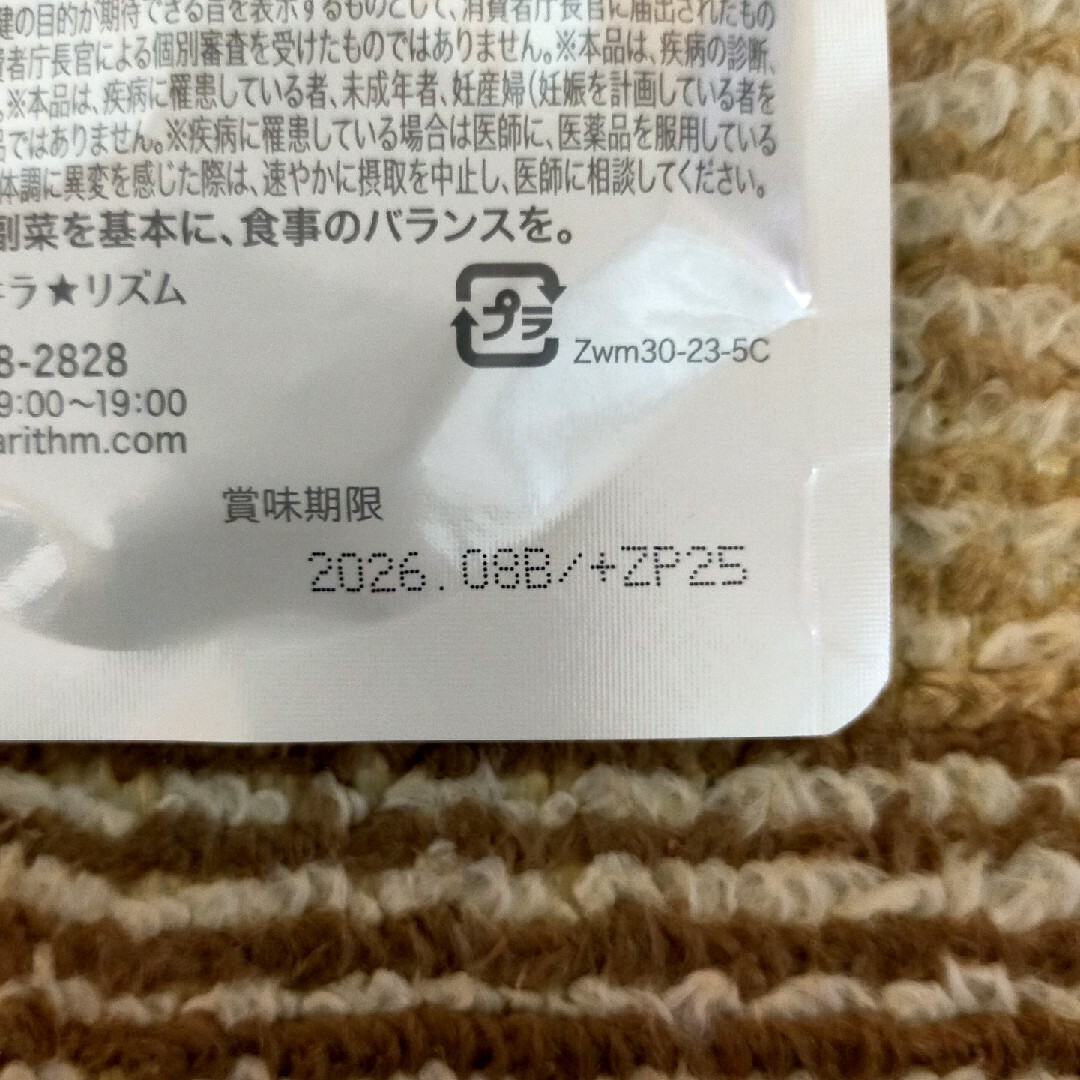 健の目的が期待できる旨を表示するものとして、消費者庁長官に届出されたもの
費者庁長官による個別審査を受けたものではありません。※本品は、疾病の診断、
。※本品は、疾病に罹患している者、未成年者、妊産婦(妊娠を計画している者を
品ではありません。※疾病に罹患している場合は医師に、医薬品を服用している
体調に異変を感じた際は、速やかに摂取を中止し、医師に相談してください。
副菜を基本に、食事のバランスを。
キラ★リズム
プラ
8-2828
Zwm30-23-5C
9:00～19:00
arithm.com
賞味期限
2026.08B/+ZP25